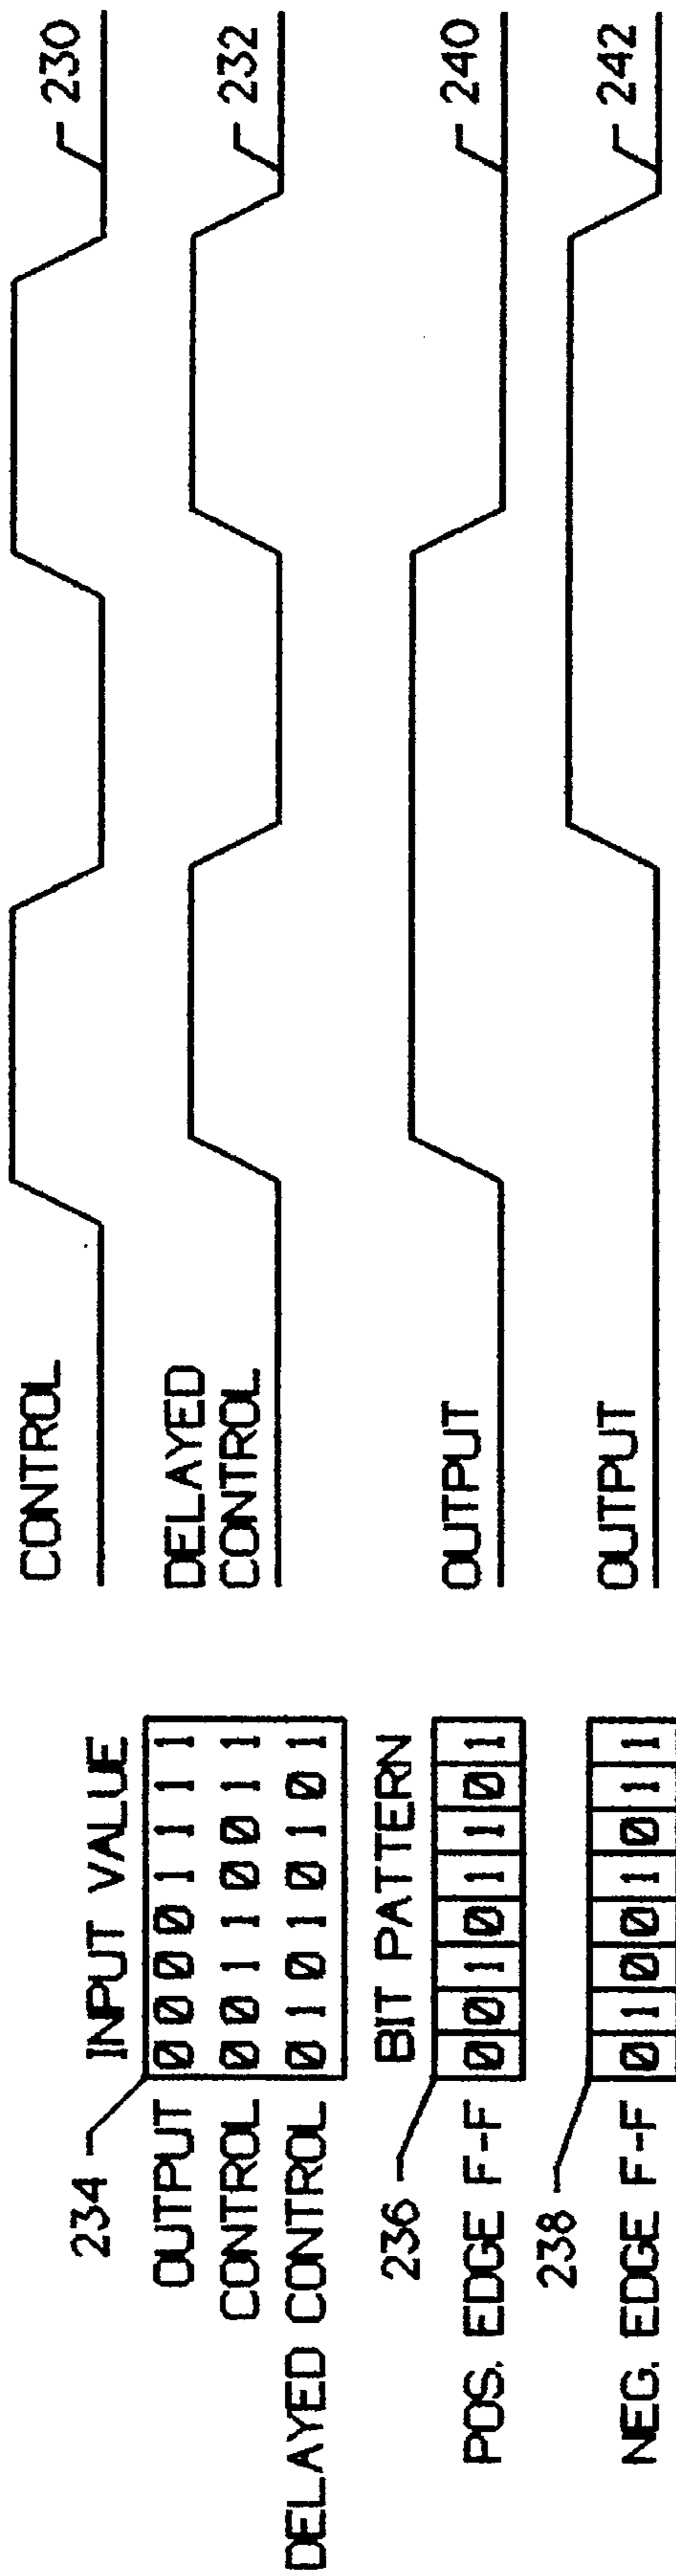 234
INPUT VALUE
OUTPUT 0 0 0 0 1 1 1 1
CONTROL 0 0 1 1 0 0 1 1
DELAYED CONTROL 0 1 0 1 0 1 0 1
236
BIT PATTERN
POS. EDGE F-F 0 0 1 0 1 1 0 1
238
NEG. EDGE F-F 0 1 0 0 1 0 1 1
CONTROL
230
DELAYED
CONTROL
232
OUTPUT
240
OUTPUT
242